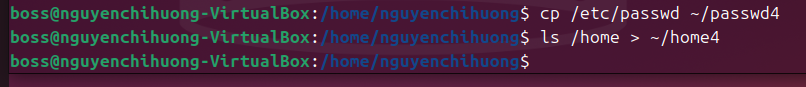 boss@nguyenchihuong-VirtualBox:/home/nguyenchihuong$ cp /etc/passwd ~/passwd4
boss@nguyenchihuong-VirtualBox:/home/nguyenchihuong$ ls /home > ~/home4
boss@nguyenchihuong-VirtualBox:/home/nguyenchihuong$